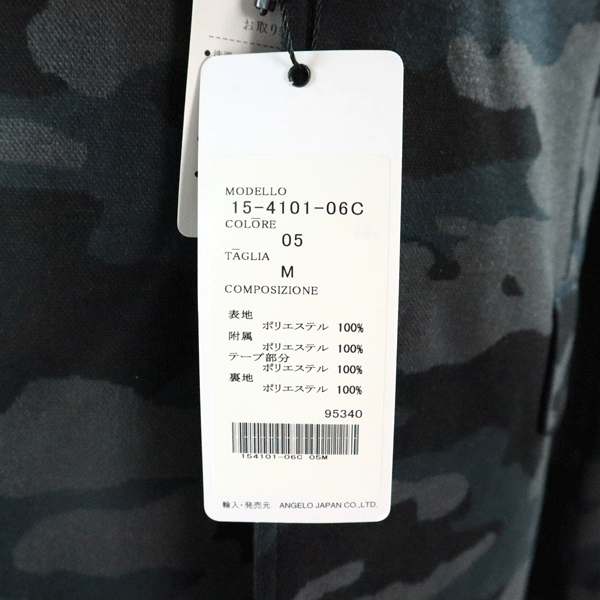 お取り
MODELLO
15-4101-06C
COLORE
05
TAGLIA
M
COMPOSIZIONE
表地
ポリエステル 100%
附属
ポリエステル 100%
テープ部分
ポリエステル 100%
裏地
ポリエステル 100%
95340
154101-06C 05M
輸入・発売元 ANGELO JAPAN CO.,LTD.